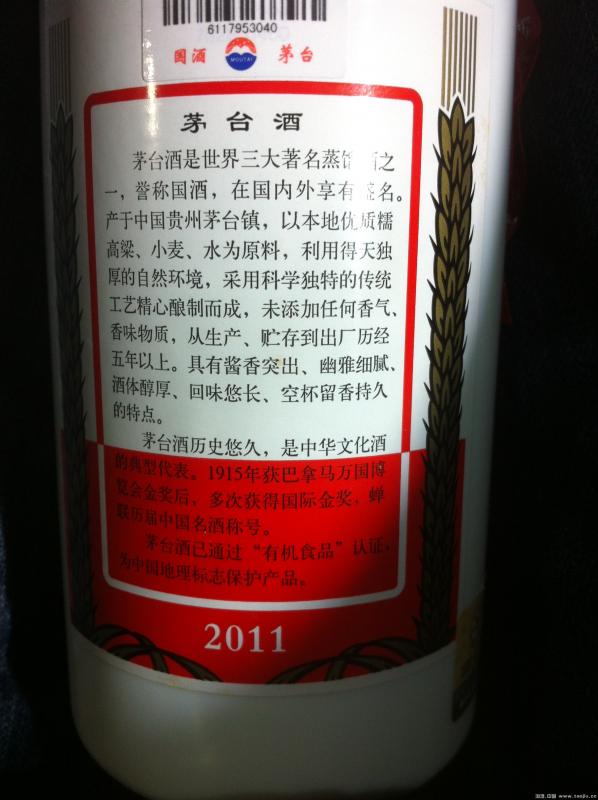 6117953040
国酒 MOUTAI 茅台
茅台酒
茅台酒是世界三大著名蒸馏酒之
一，誉称国酒，在国内外享有盛名。
产于中国贵州茅台镇，以本地优质糯
高粱、小麦、水为原料，利用得天独
厚的自然环境，采用科学独特的传统
工艺精心酿制而成，未添加任何香气、
香味物质，从生产、贮存到出厂历经
五年以上。具有酱香突出、幽雅细腻、
酒体醇厚、回味悠长、空杯留香持久
的特点。
茅台酒历史悠久，是中华文化酒
的典型代表。1915年获巴拿马万国博
览会金奖后，多次获得国际金奖，蝉
联历届中国名酒称号。
茅台酒已通过“有机食品”认证，
为中国地理标志保护产品。
2011